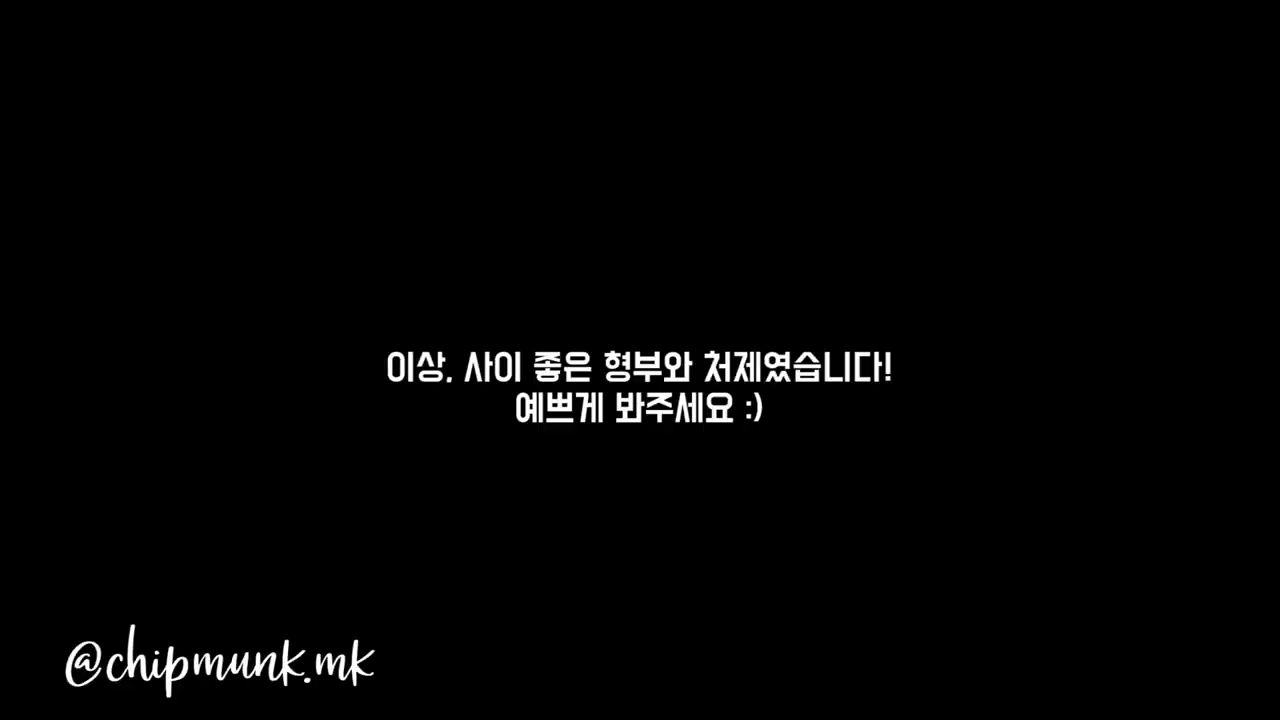 이상, 사이 좋은 형부와 처제였습니다!
예쁘게 봐주세요 :)
@chipmunk.mk